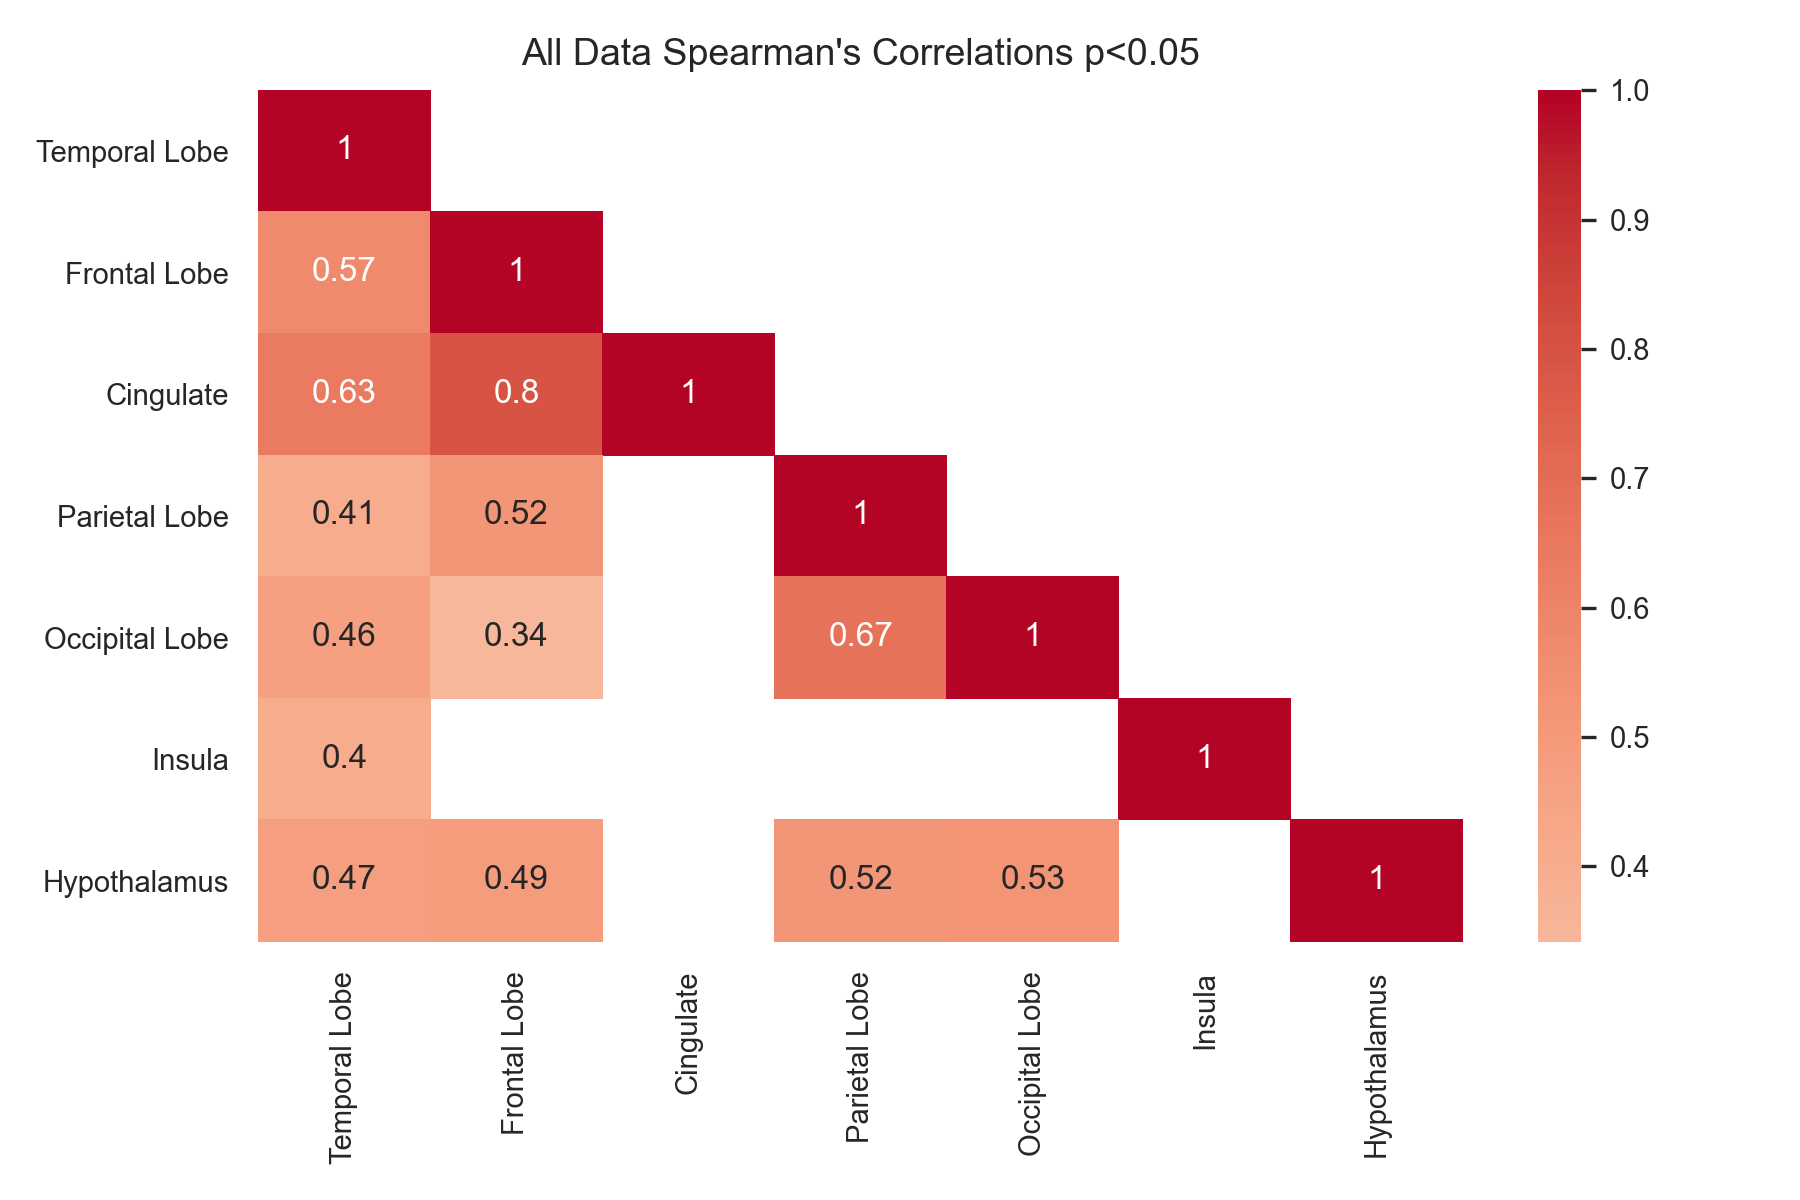 All Data Spearman's Correlations p<0.05
Temporal Lobe 1
Frontal Lobe 0.57 1
Cingulate 0.63 0.8 1
Parietal Lobe 0.41 0.52 1
Occipital Lobe 0.46 0.34 0.67 1
Insula 0.4 1
Hypothalamus 0.47 0.49 0.52 0.53 1
Temporal Lobe
Frontal Lobe
Cingulate
Parietal Lobe
Occipital Lobe
Insula
Hypothalamus
1.0
0.9
0.8
0.7
0.6
0.5
0.4